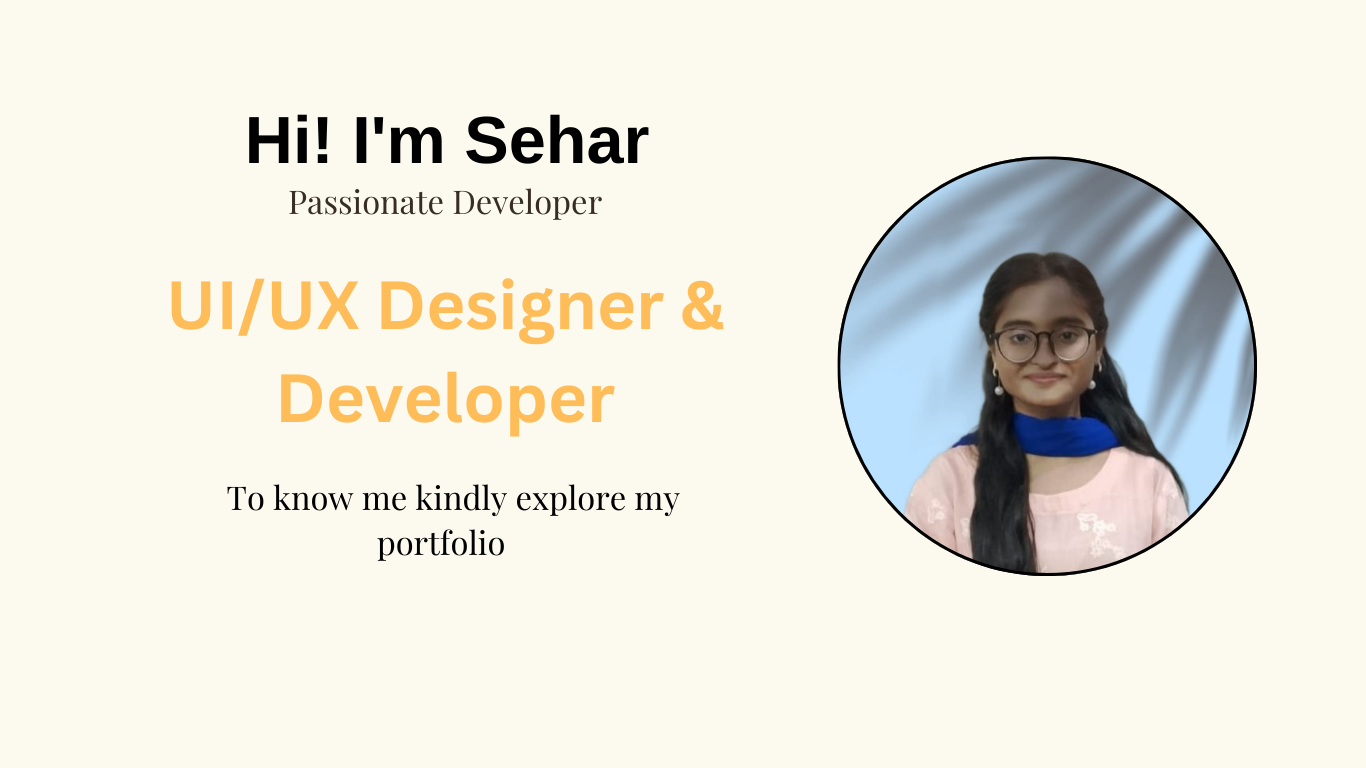 Hi! I'm Sehar
Passionate Developer
UI/UX Designer &
Developer
To know me kindly explore my
portfolio